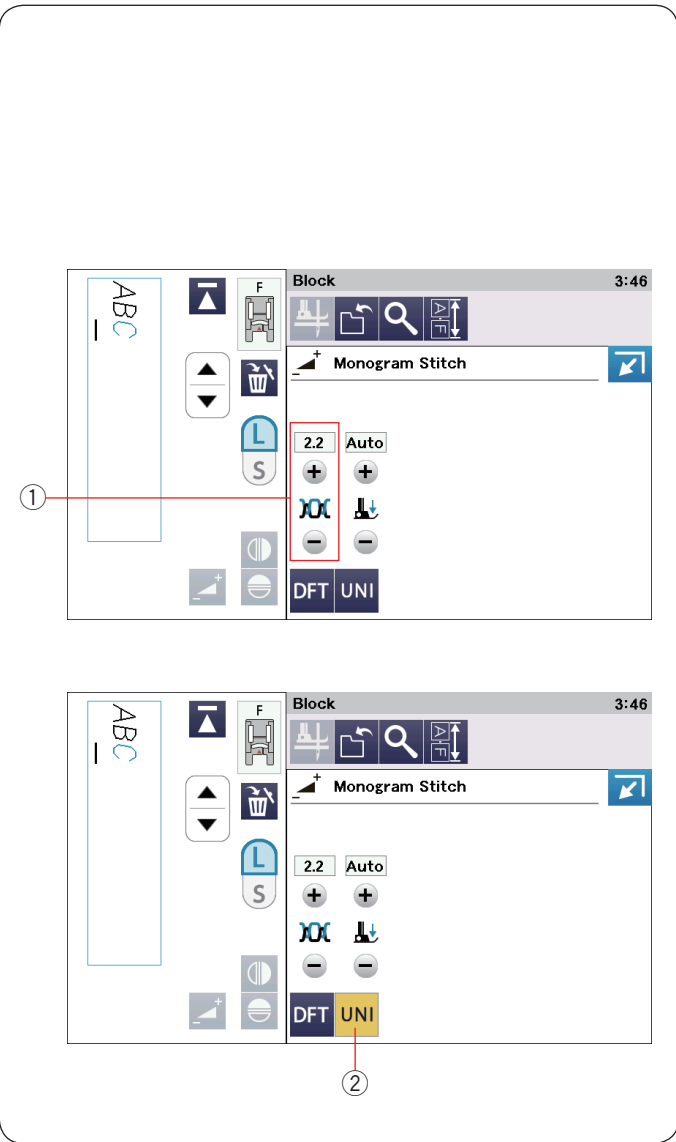 Block 3:46
F
ABC
A-F
Monogram Stitch
L
S
2.2 Auto
①
DFT UNI
Block 3:46
F
ABC
A-F
Monogram Stitch
L
S
2.2 Auto
DFT UNI
②